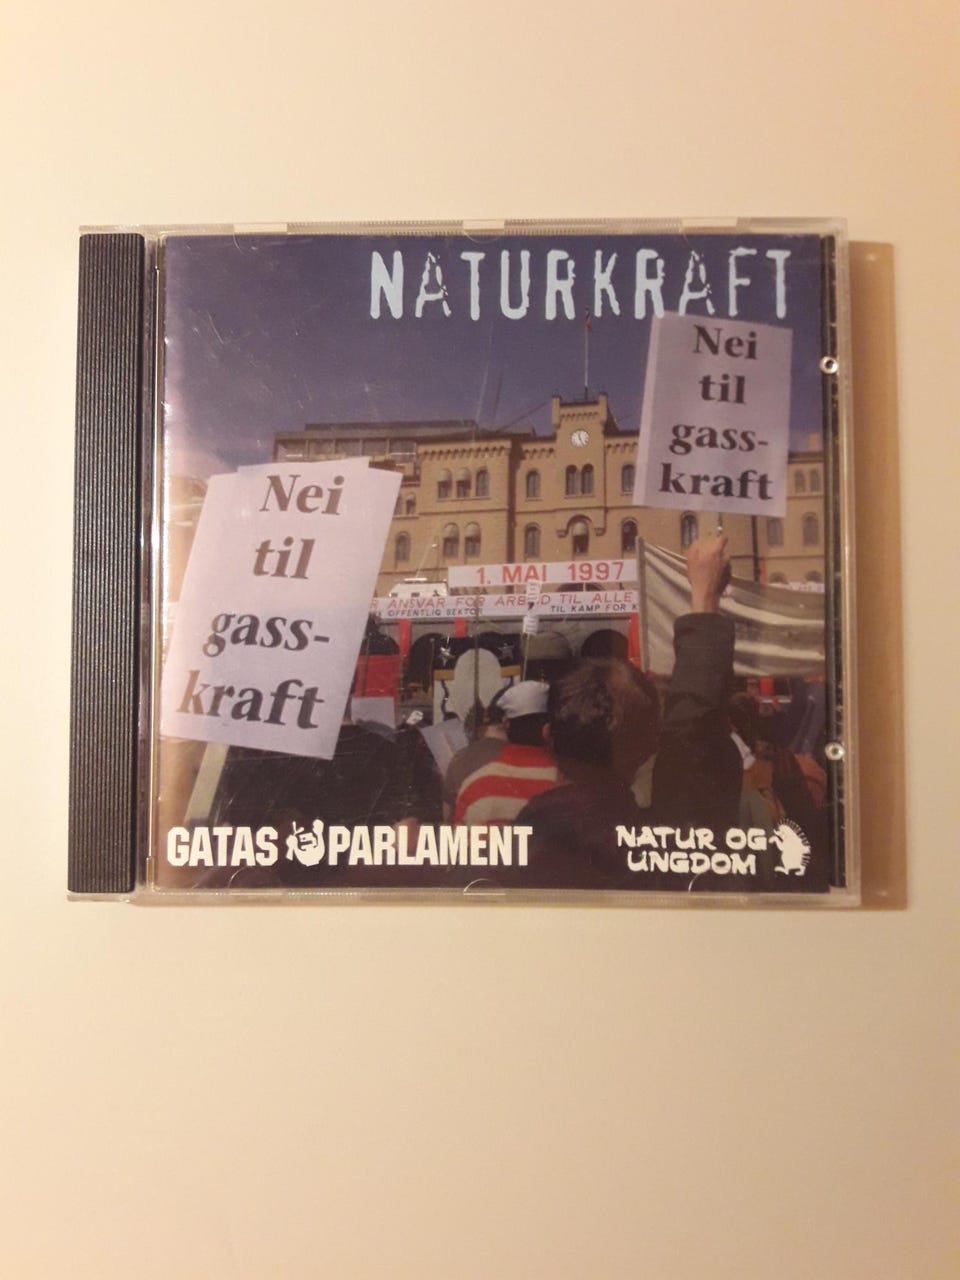 NATURKRAFT
Nei
til
gass-
kraft
Nei
til
gass-
kraft
1. MAI 1997
R ANSVAR FOR ARBEID TIL ALLE
OFFENTLIG SEKTOR TIL KAMP FOR
GATAS PARLAMENT
NATUR OG
UNGDOM